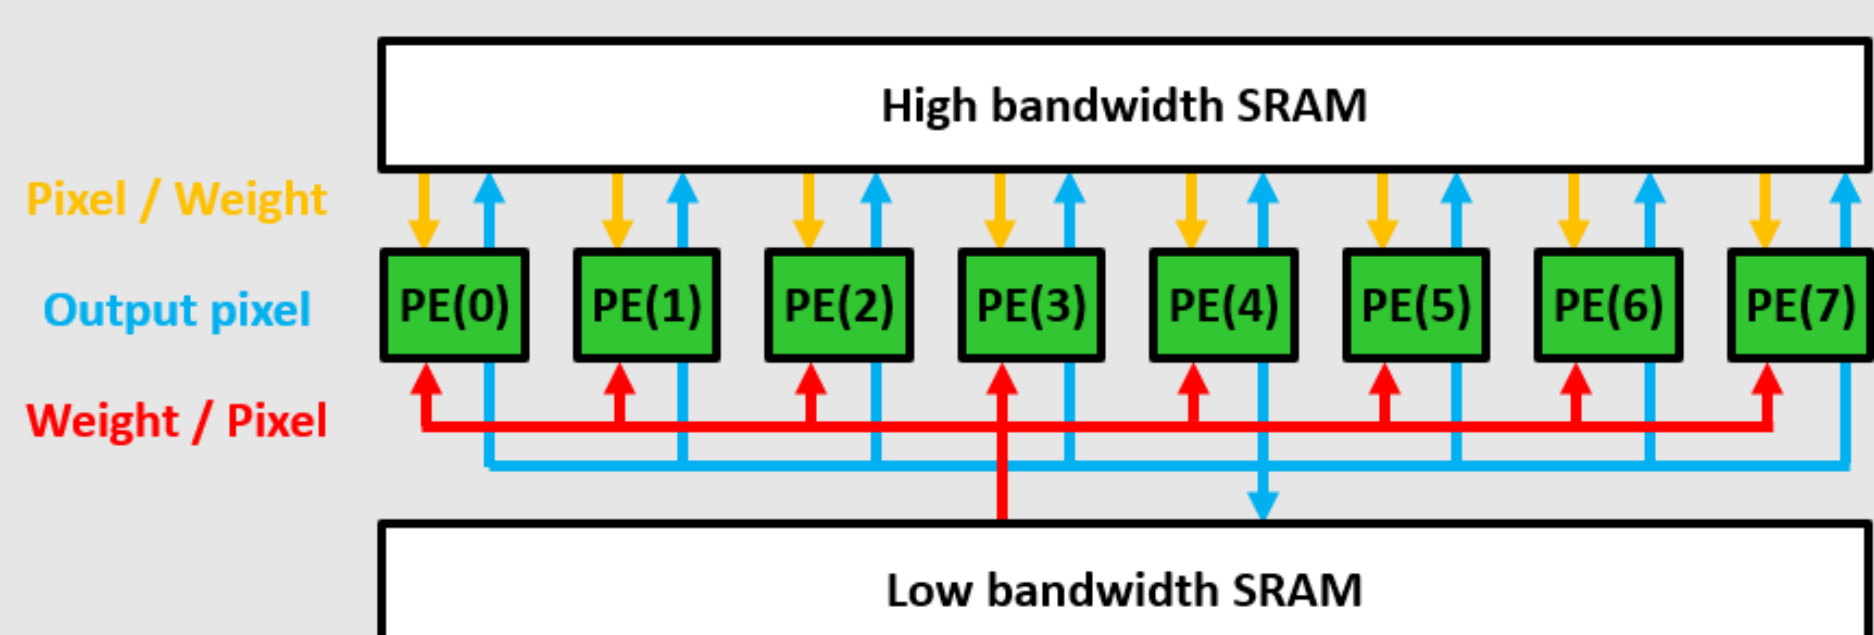 High bandwidth SRAM
Pixel / Weight
Output pixel
PE(0) PE(1) PE(2) PE(3) PE(4) PE(5) PE(6) PE(7)
Weight / Pixel
Low bandwidth SRAM